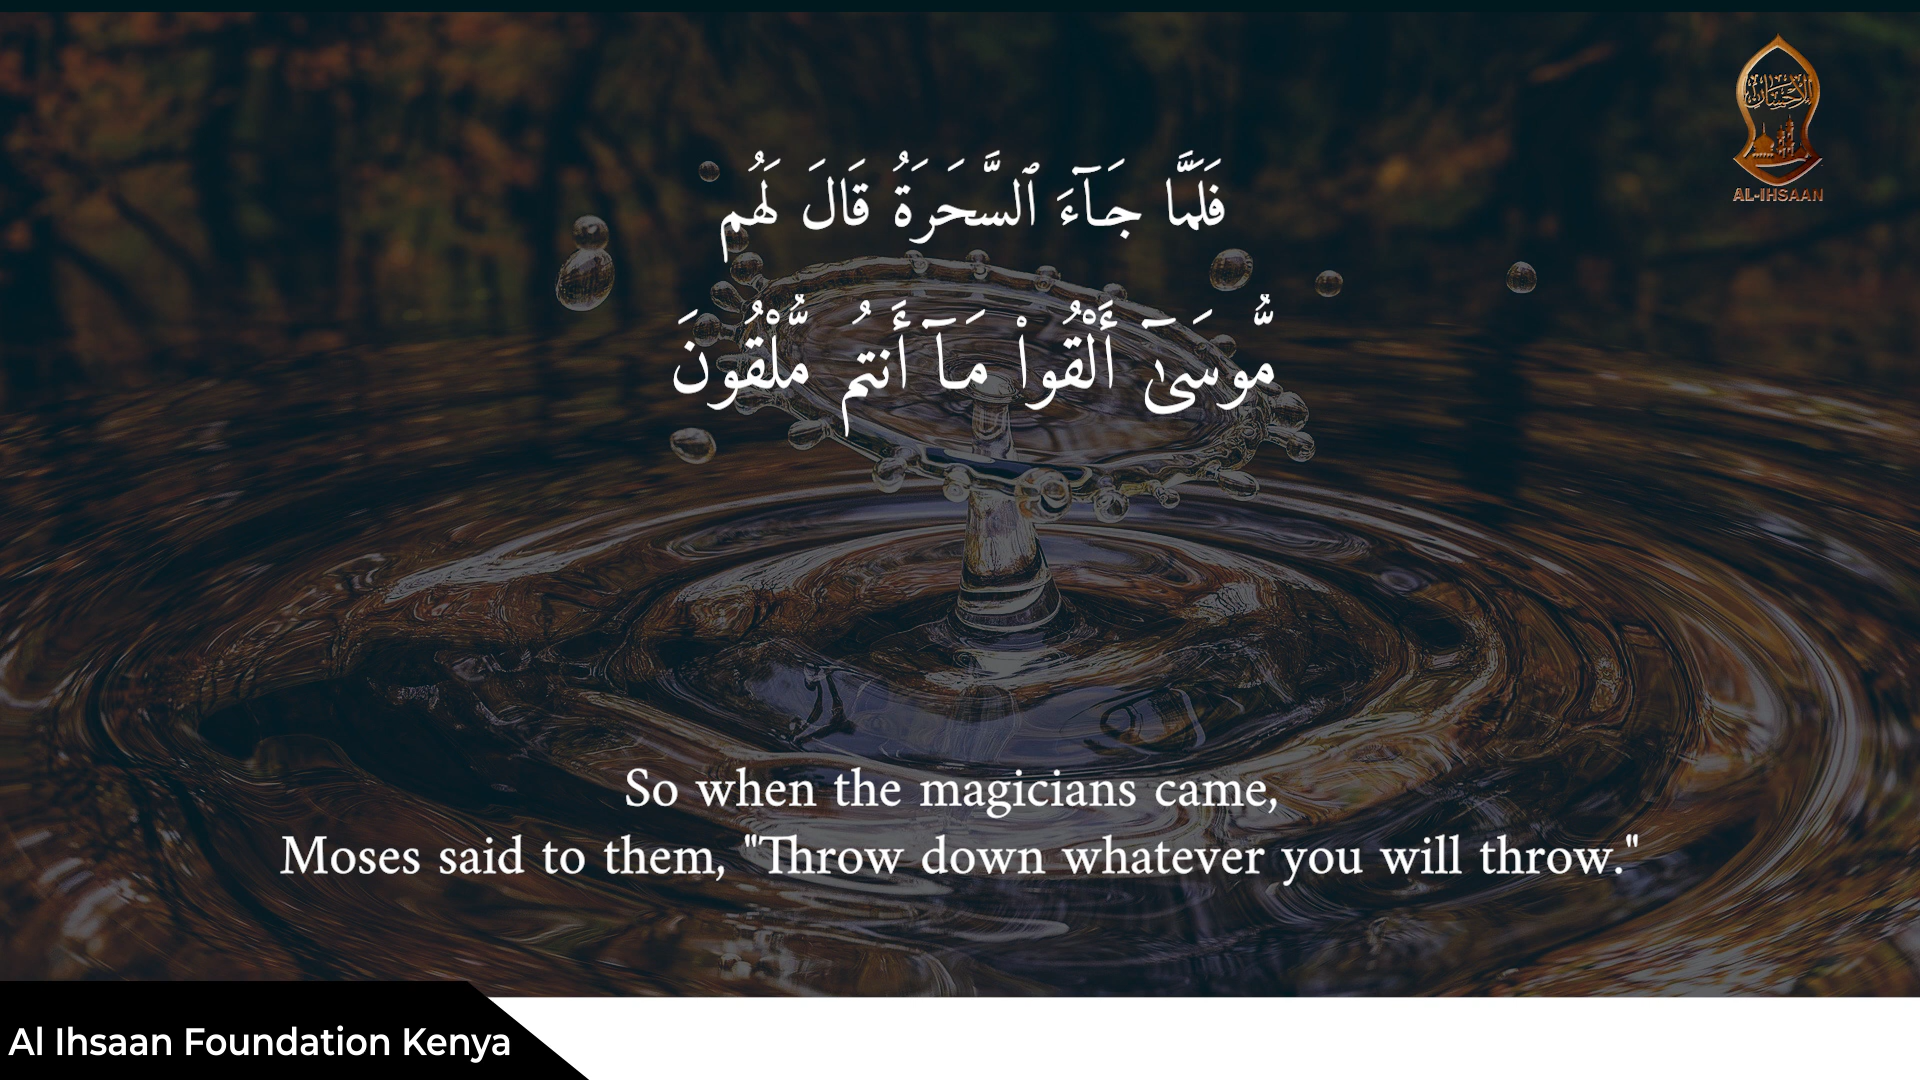 الإحسان
AL-IHSAAN
فَلَمَّا جَآءَ ٱلسَّحَرَةُ قَالَ لَهُم
مُّوسَىٰٓ أَلْقُوا۟ مَآ أَنتُم مُّلْقُونَ
So when the magicians came,
Moses said to them, "Throw down whatever you will throw."
Al Ihsaan Foundation Kenya